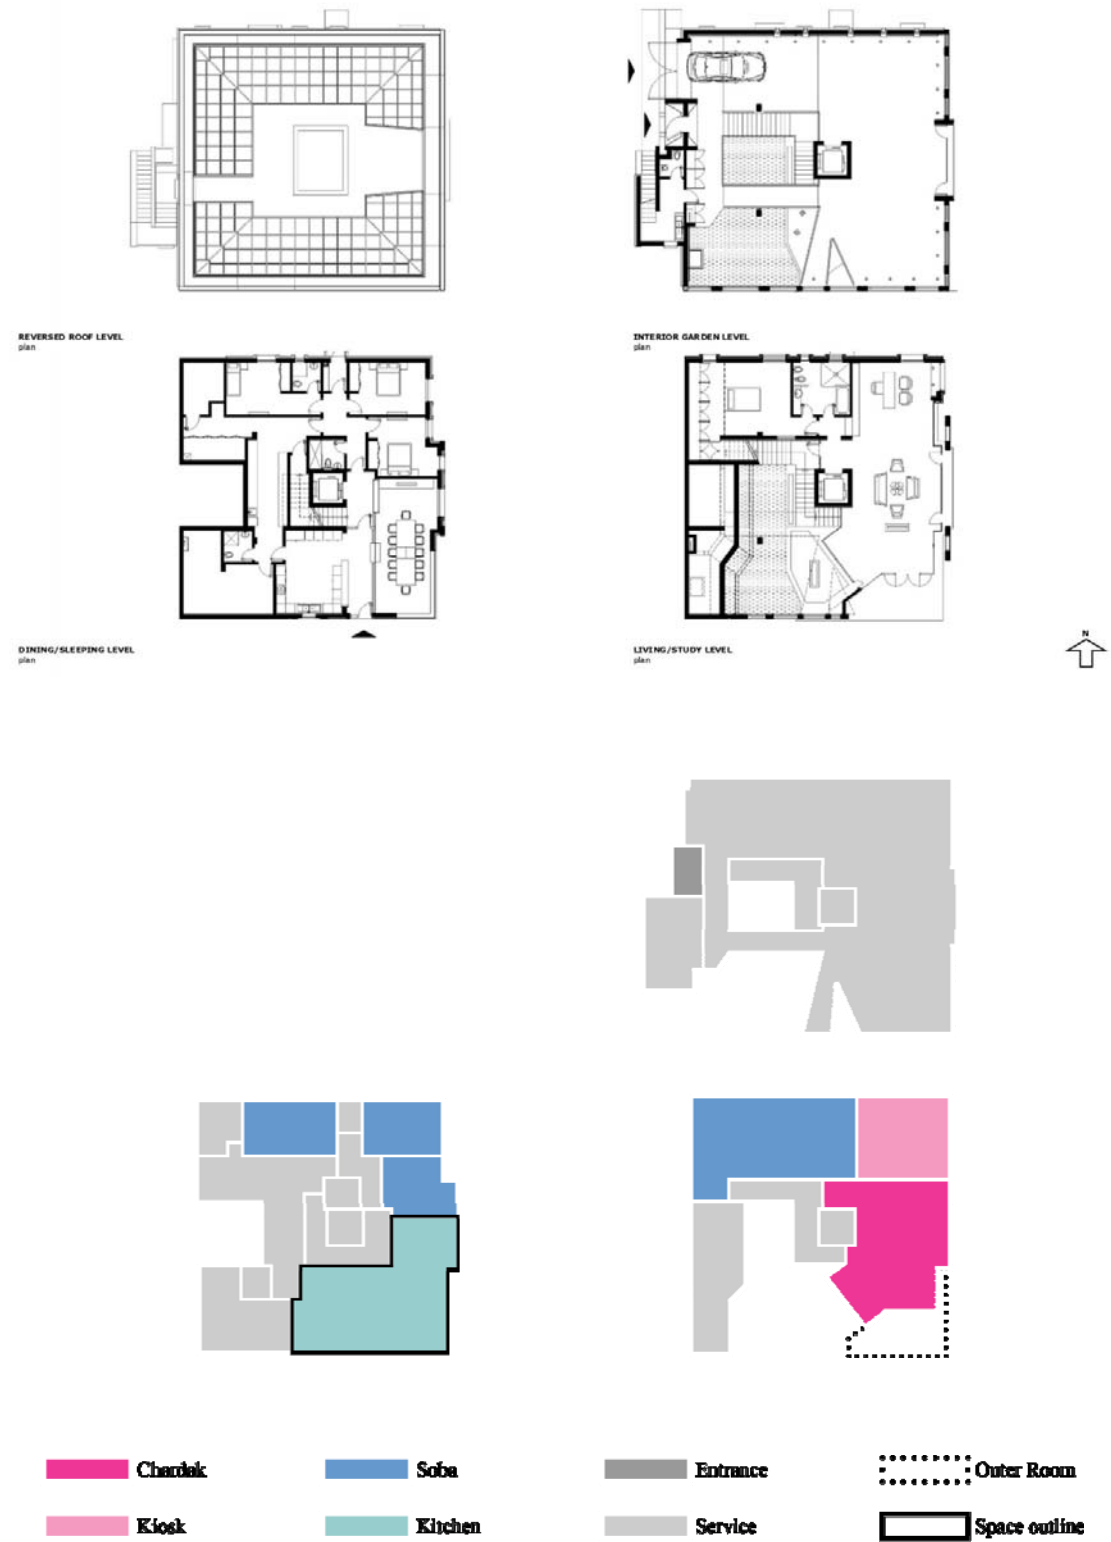 REVERSED ROOF LEVEL
plan
INTERIOR GARDEN LEVEL
plan
DINING/SLEEPING LEVEL
plan
LIVING/STUDY LEVEL
plan
N
Chardak
Soba
Entrance
Outer Room
Kiosk
Kitchen
Service
Space outline